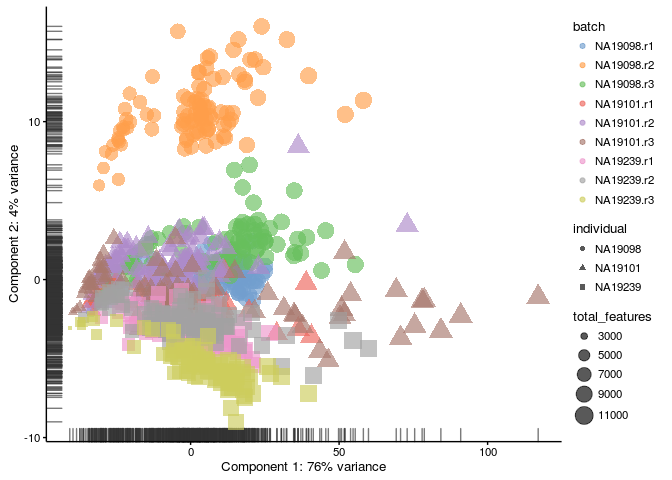 Component 2: 4% variance
10
0
-10
0
50
100
Component 1: 76% variance
batch
NA19098.r1
NA19098.r2
NA19098.r3
NA19101.r1
NA19101.r2
NA19101.r3
NA19239.r1
NA19239.r2
NA19239.r3
individual
NA19098
NA19101
NA19239
total_features
3000
5000
7000
9000
11000